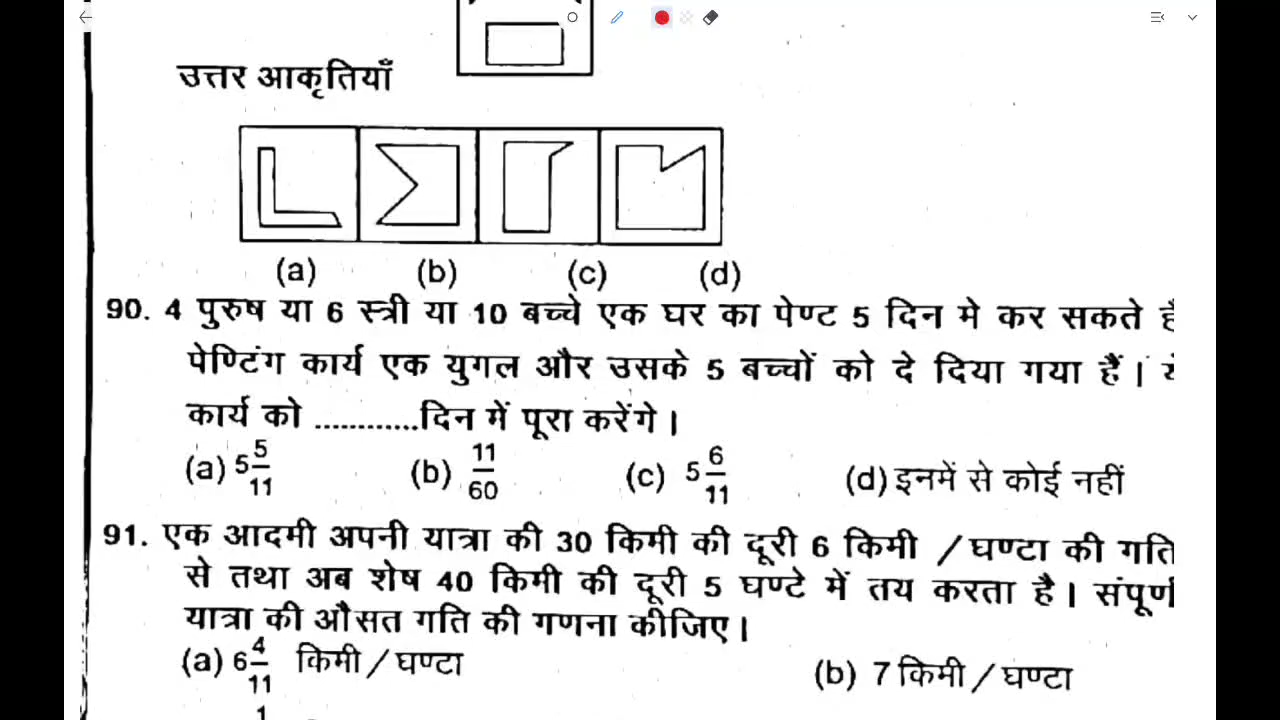 उत्तर आकृतियाँ
(a) (b) (c) (d)
90. 4 पुरुष या 6 स्त्री या 10 बच्चे एक घर का पेण्ट 5 दिन मे कर सकते
पेण्टिंग कार्य एक युगल और उसके 5 बच्चों को दे दिया गया हैं।
कार्य को ............दिन में पूरा करेंगे।
(a) 5 5/11 (b) 11/60 (c) 5 6/11 (d) इनमें से कोई नहीं
91. एक आदमी अपनी यात्रा की 30 किमी की दूरी 6 किमी /घण्टा की गति
से तथा अब शेष 40 किमी की दूरी 5 घण्टे में तय करता है। संपूर्ण
यात्रा की औसत गति की गणना कीजिए।
(a) 6 4/11 किमी / घण्टा (b) 7 किमी / घण्टा